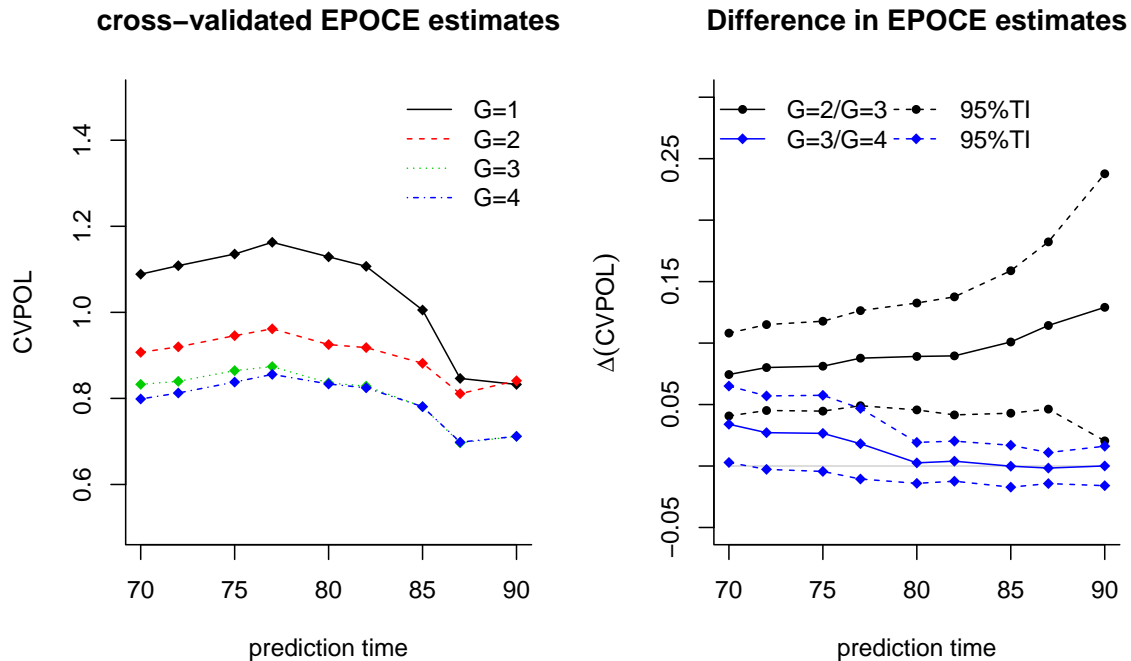 cross−validated EPOCE estimates
G=1
G=2
G=3
G=4
1.4
1.2
1.0
0.8
0.6
CVPOL
70 75 80 85 90
prediction time
Difference in EPOCE estimates
G=2/G=3 95%TI
G=3/G=4 95%TI
0.25
0.15
0.05
−0.05
Δ(CVPOL)
70 75 80 85 90
prediction time